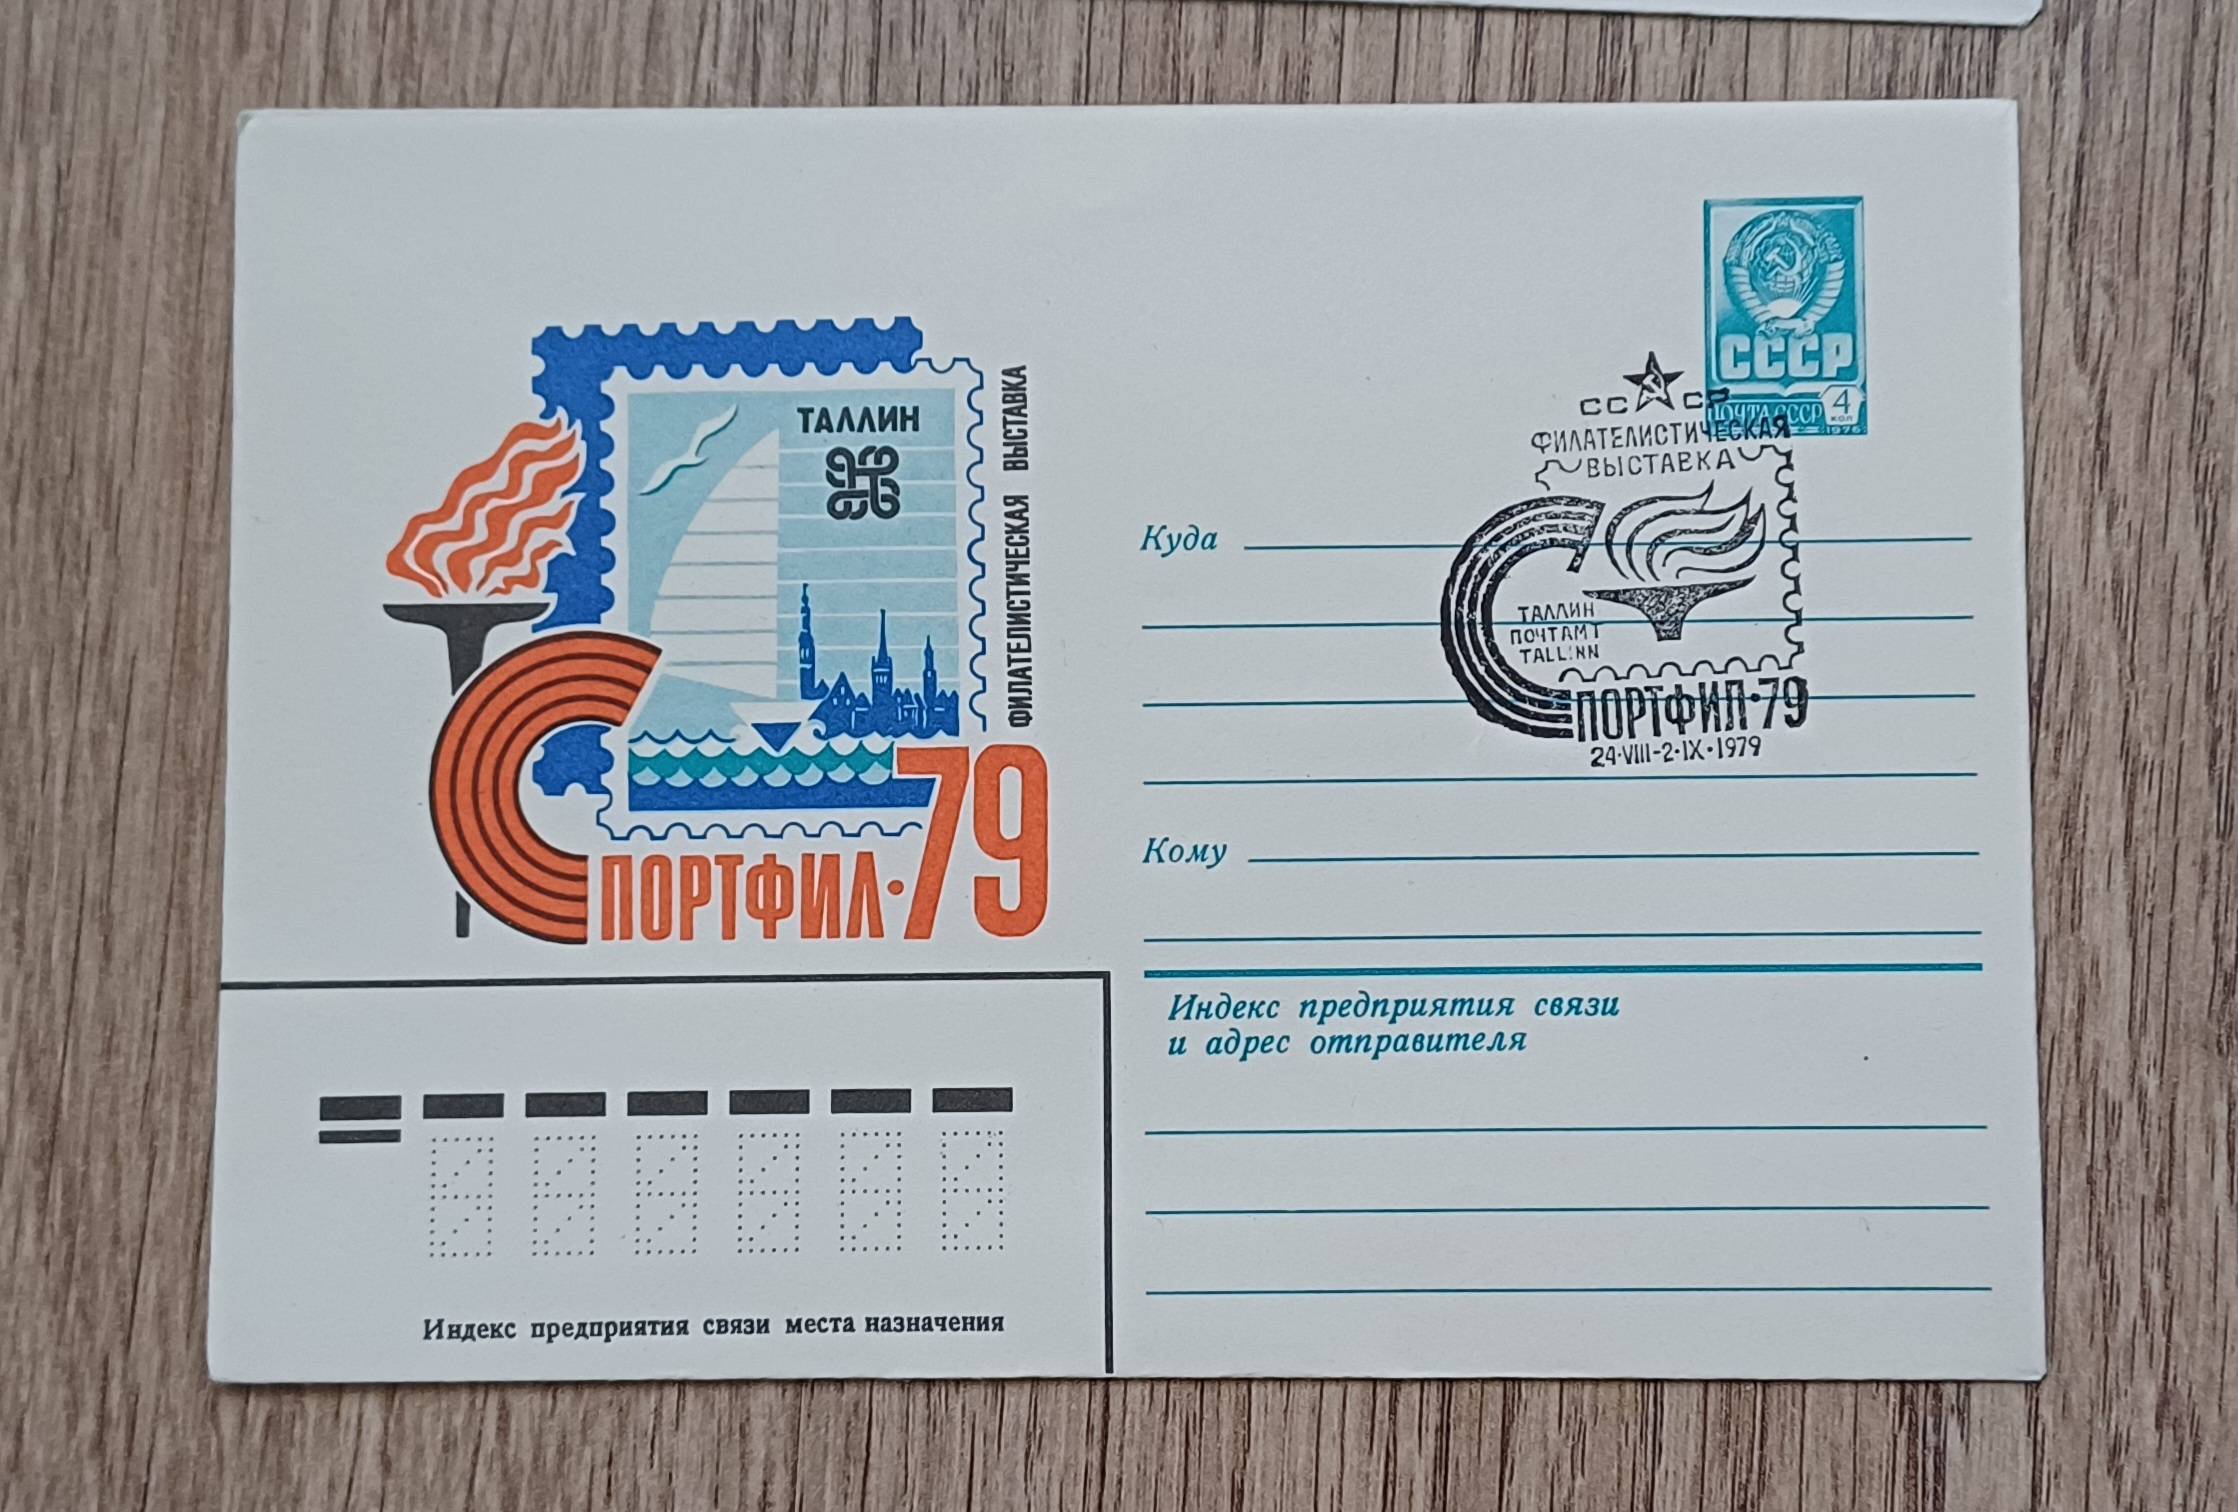 ТАЛЛИН
ФИЛАТЕЛИСТИЧЕСКАЯ ВЫСТАВКА
СПОРТФИЛ·79
СССР
ПОЧТА СССР
4
КОП
1976
СССР
ФИЛАТЕЛИСТИЧЕСКАЯ
ВЫСТАВКА
ТАЛЛИН
ПОЧТАМТ
TALLINN
СПОРТФИЛ·79
24·VIII-2·IX·1979
Куда
Кому
Индекс предприятия связи
и адрес отправителя
Индекс предприятия связи места назначения